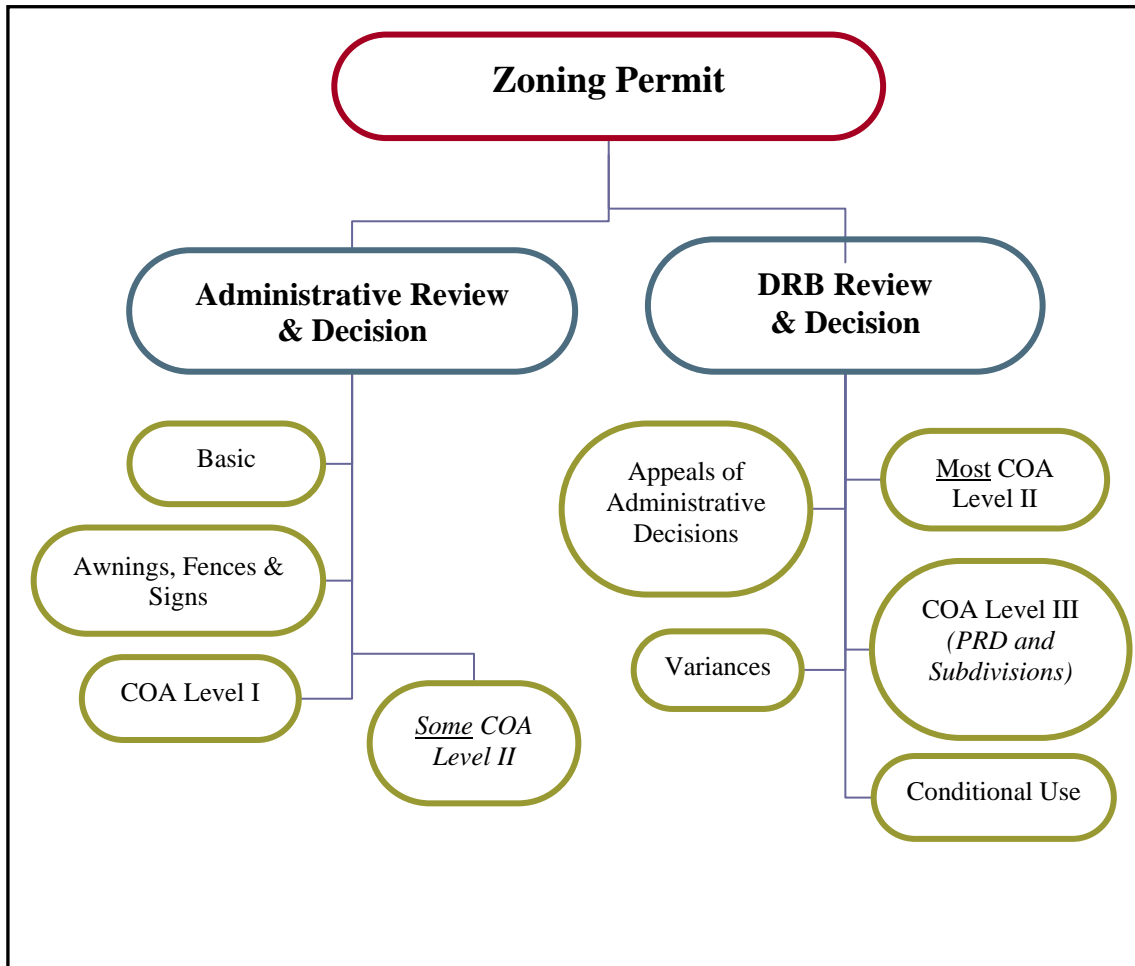 Zoning Permit
Administrative Review
& Decision
DRB Review
& Decision
Basic
Awnings, Fences &
Signs
COA Level I
Some COA
Level II
Appeals of
Administrative
Decisions
Variances
Most COA
Level II
COA Level III
(PRD and
Subdivisions)
Conditional Use